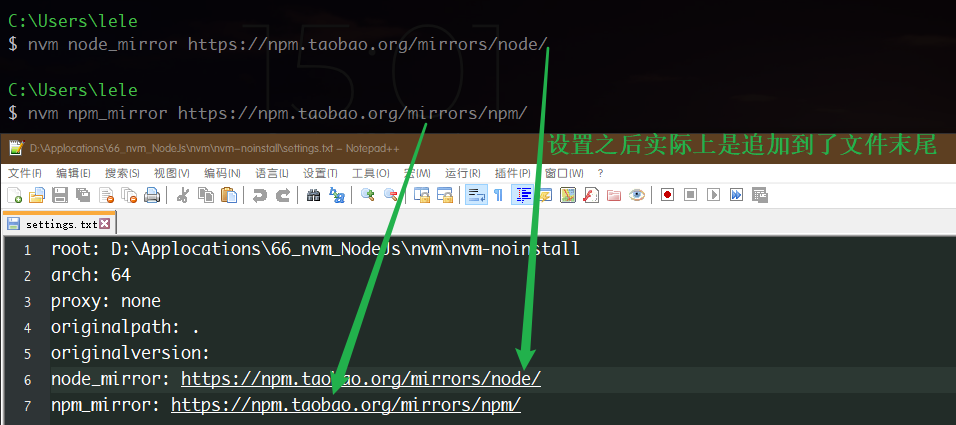 C:\Users\lele
$ nvm node_mirror https://npm.taobao.org/mirrors/node/
C:\Users\lele
$ nvm npm_mirror https://npm.taobao.org/mirrors/npm/
15:01
D:\Applocations\66_nvm_NodeJs\nvm\nvm-noinstall\settings.txt - Notepad++
设置之后实际上是追加到了文件末尾
文件(F) 编辑(E) 搜索(S) 视图(V) 编码(N) 语言(L) 设置(T) 工具(O) 宏(M) 运行(R) 插件(P) 窗口(W) ?
settings.txt
1 root: D:\Applocations\66_nvm_NodeJs\nvm\nvm-noinstall
2 arch: 64
3 proxy: none
4 originalpath: .
5 originalversion:
6 node_mirror: https://npm.taobao.org/mirrors/node/
7 npm_mirror: https://npm.taobao.org/mirrors/npm/